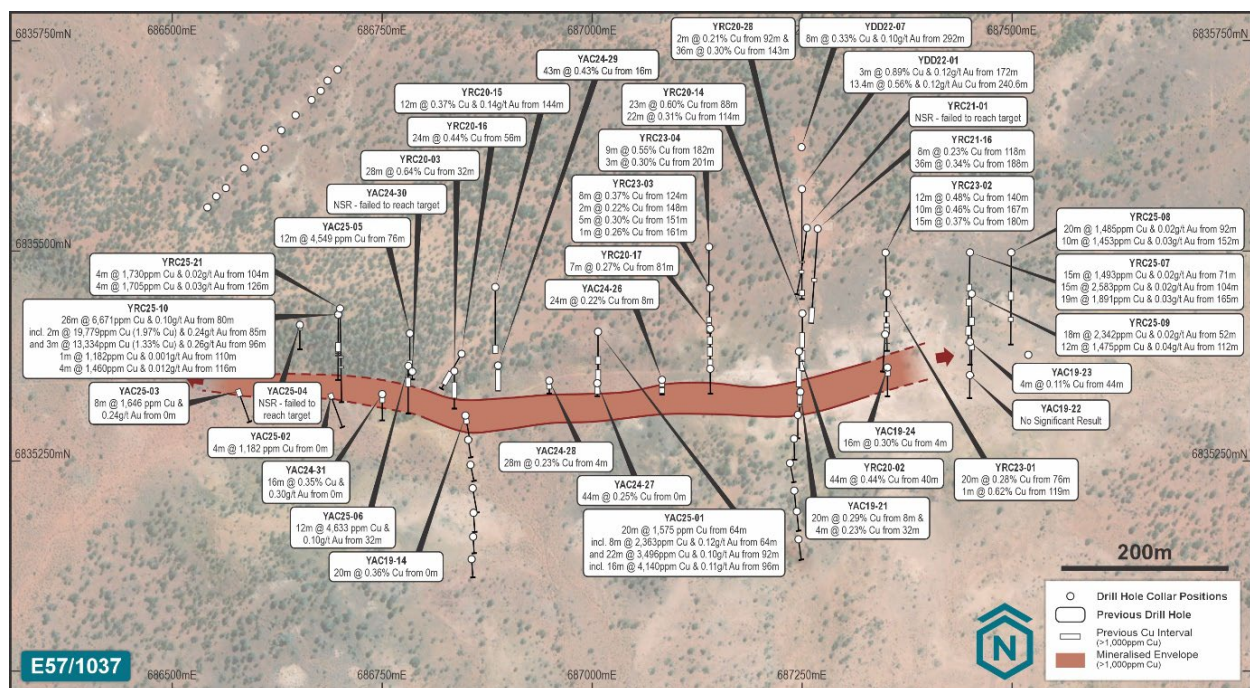 686500mE
686750mE
687000mE
687500mE
6835750mN
6835750mN
YRC20-28
2m @ 0.21% Cu from 92m &
36m @ 0.30% Cu from 143m
YDD22-07
8m @ 0.33% Cu & 0.10g/t Au from 292m
YAC24-29
43m @ 0.43% Cu from 16m
YDD22-01
3m @ 0.89% Cu & 0.12g/t Au from 172m
13.4m @ 0.56% & 0.12g/t Au from 240.6m
YRC20-15
12m @ 0.37% Cu & 0.14g/t Au from 144m
YRC20-14
23m @ 0.60% Cu from 88m
22m @ 0.31% Cu from 114m
YRC21-01
NSR - failed to reach target
YRC20-16
24m @ 0.44% Cu from 56m
YRC23-04
9m @ 0.55% Cu from 182m
3m @ 0.30% Cu from 201m
YRC21-16
8m @ 0.23% Cu from 118m
36m @ 0.34% Cu from 188m
YRC20-03
28m @ 0.64% Cu from 32m
YRC23-03
8m @ 0.37% Cu from 124m
2m @ 0.22% Cu from 148m
5m @ 0.30% Cu from 151m
1m @ 0.26% Cu from 161m
YRC23-02
12m @ 0.48% Cu from 140m
10m @ 0.46% Cu from 167m
15m @ 0.37% Cu from 180m
YAC24-30
NSR - failed to reach target
YAC25-05
12m @ 4,549 ppm Cu from 76m
YRC25-08
20m @ 1,485ppm Cu & 0.02g/t Au from 92m
10m @ 1,453ppm Cu & 0.03g/t Au from 152m
6835500mN
6835500mN
YRC20-17
7m @ 0.27% Cu from 81m
YRC25-21
4m @ 1,730ppm Cu & 0.02g/t Au from 104m
4m @ 1,705ppm Cu & 0.03g/t Au from 126m
YRC25-07
15m @ 1,493ppm Cu & 0.02g/t Au from 71m
15m @ 2,583ppm Cu & 0.02g/t Au from 104m
19m @ 1,891ppm Cu & 0.03g/t Au from 165m
YAC24-26
24m @ 0.22% Cu from 8m
YRC25-10
26m @ 6,671ppm Cu & 0.10g/t Au from 80m
incl. 2m @ 19,779ppm Cu (1.97% Cu) & 0.24g/t Au from 85m
and 3m @ 13,334ppm Cu (1.33% Cu) & 0.26g/t Au from 96m
1m @ 1,182ppm Cu & 0.001g/t Au from 110m
4m @ 1,460ppm Cu & 0.012g/t Au from 116m
YRC25-09
18m @ 2,342ppm Cu & 0.02g/t Au from 52m
12m @ 1,475ppm Cu & 0.04g/t Au from 112m
YAC19-23
4m @ 0.11% Cu from 44m
YAC25-03
8m @ 1,646 ppm Cu &
0.24g/t Au from 0m
YAC25-04
NSR - failed to
reach target
YAC19-22
No Significant Result
YAC25-02
4m @ 1,182 ppm Cu from 0m
YAC19-24
16m @ 0.30% Cu from 4m
YAC24-28
28m @ 0.23% Cu from 4m
6835250mN
6835250mN
YAC24-31
16m @ 0.35% Cu &
0.30g/t Au from 0m
YRC20-02
44m @ 0.44% Cu from 40m
YRC23-01
20m @ 0.28% Cu from 76m
1m @ 0.62% Cu from 119m
YAC24-27
44m @ 0.25% Cu from 0m
YAC25-06
12m @ 4,633 ppm Cu &
0.10g/t Au from 32m
YAC25-01
20m @ 1,575 ppm Cu from 64m
incl. 8m @ 2,363ppm Cu & 0.12g/t Au from 64m
and 22m @ 3,496ppm Cu & 0.10g/t Au from 92m
incl. 16m @ 4,140ppm Cu & 0.11g/t Au from 96m
YAC19-21
20m @ 0.29% Cu from 8m &
4m @ 0.23% Cu from 32m
YAC19-14
20m @ 0.36% Cu from 0m
200m
Drill Hole Collar Positions
Previous Drill Hole
Previous Cu Interval
(>1,000ppm Cu)
Mineralised Envelope
(>1,000ppm Cu)
N
E57/1037
686500mE
686750mE
687000mE
687250mE